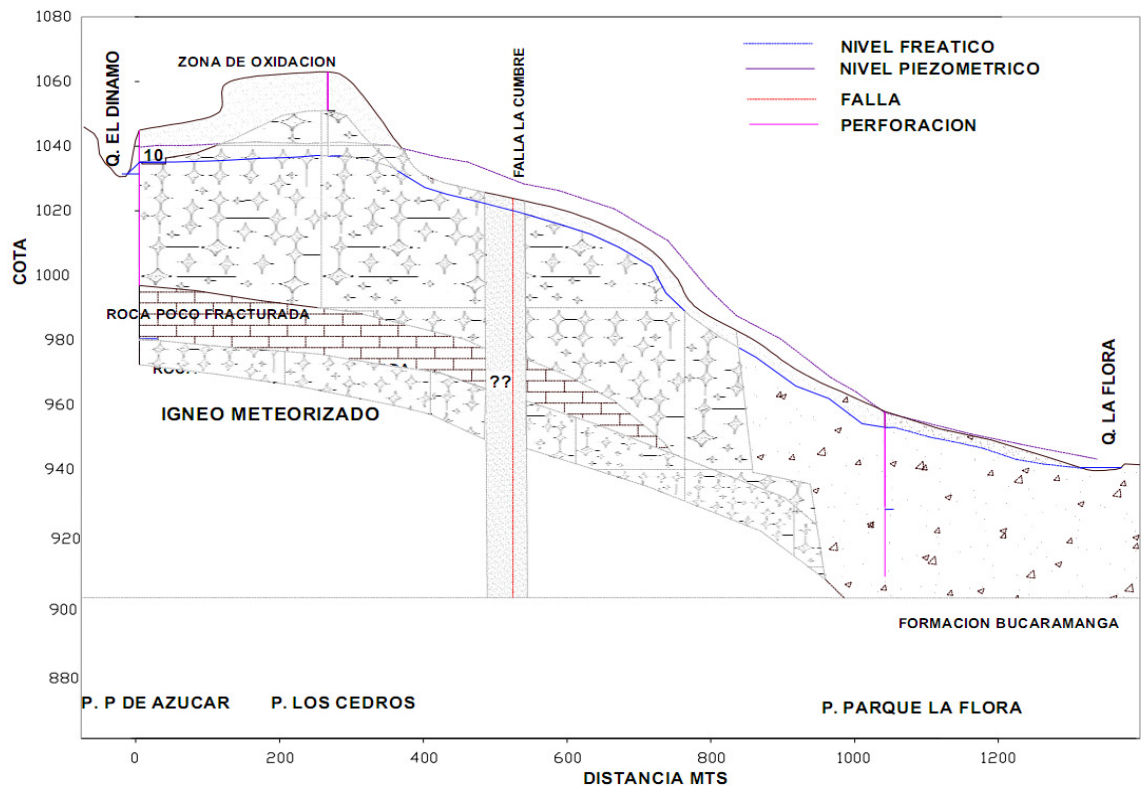 1080
1060
1040
1020
1000
980
960
940
920
900
880
COTA
Q. EL DINAMO
ZONA DE OXIDACION
10
FALLA LA CUMBRE
NIVEL FREATICO
NIVEL PIEZOMETRICO
FALLA
PERFORACION
ROCA POCO FRACTURADA
??
IGNEO METEORIZADO
Q. LA FLORA
FORMACION BUCARAMANGA
P. P DE AZUCAR
P. LOS CEDROS
P. PARQUE LA FLORA
0 200 400 600 800 1000 1200
DISTANCIA MTS